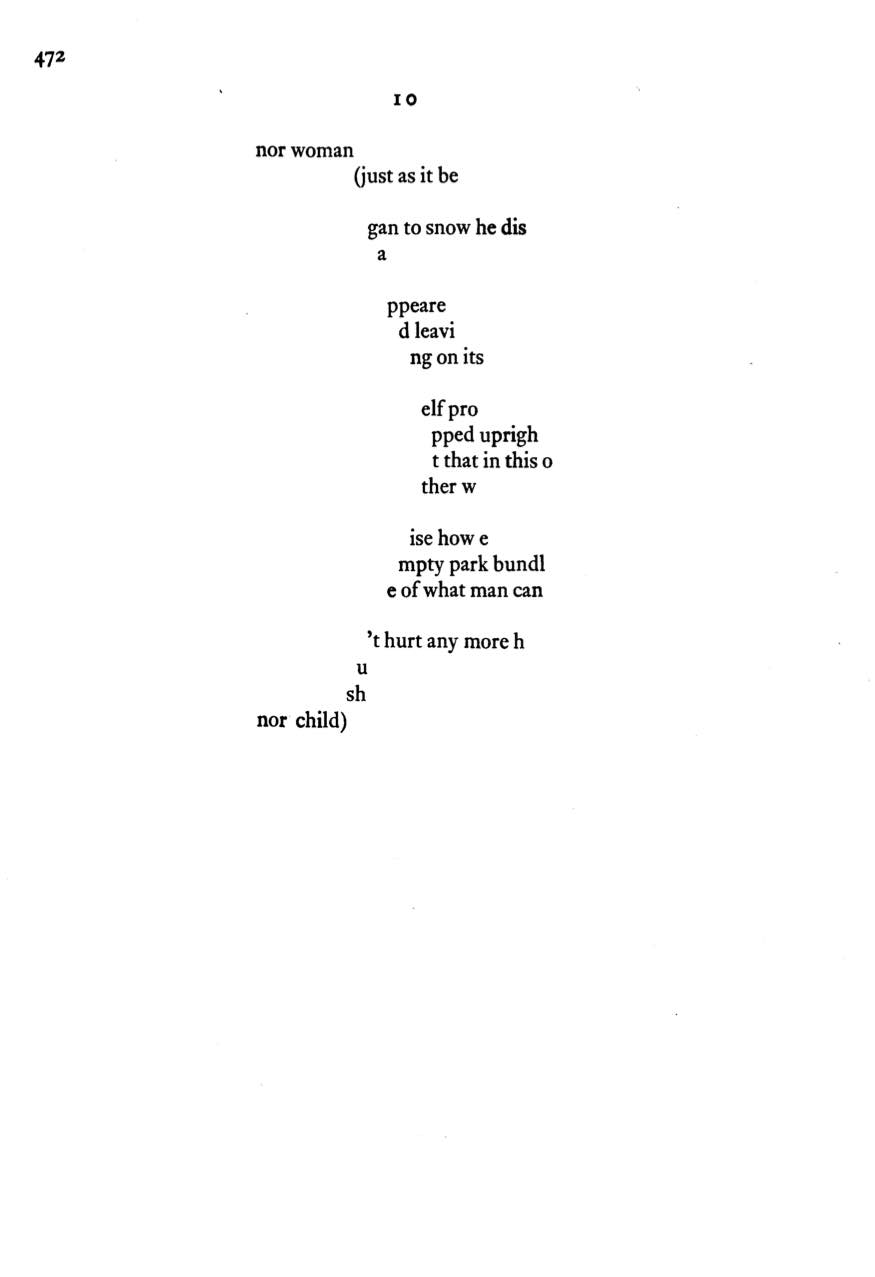 472
10
nor woman
(just as it be
gan to snow he dis
a
ppeare
d leavi
ng on its
elf pro
pped uprigh
t that in this o
ther w
ise how e
mpty park bundl
e of what man can
't hurt any more h
u
sh
nor child)